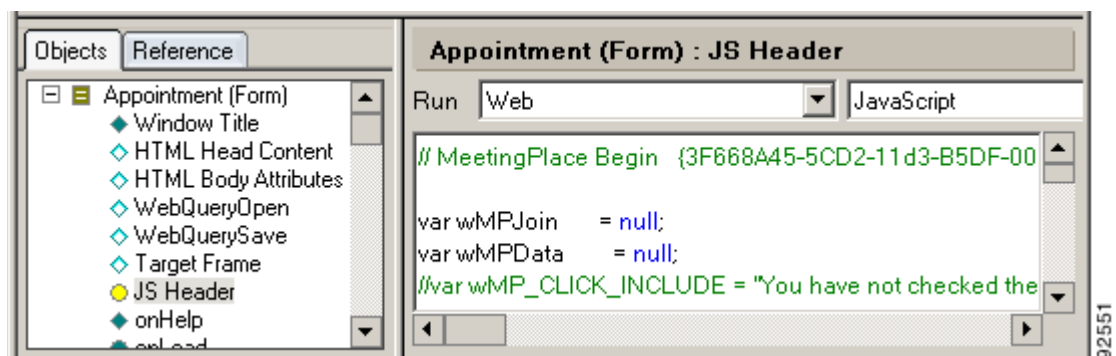 Objects Reference
Appointment (Form)
Window Title
HTML Head Content
HTML Body Attributes
WebQueryOpen
WebQuerySave
Target Frame
JS Header
onHelp
onLoad
Appointment (Form) : JS Header
Run Web JavaScript
// MeetingPlace Begin {3F668A45-5CD2-11d3-B5DF-00
var wMPJoin = null;
var wMPData = null;
//var wMP_CLICK_INCLUDE = "You have not checked the
92551